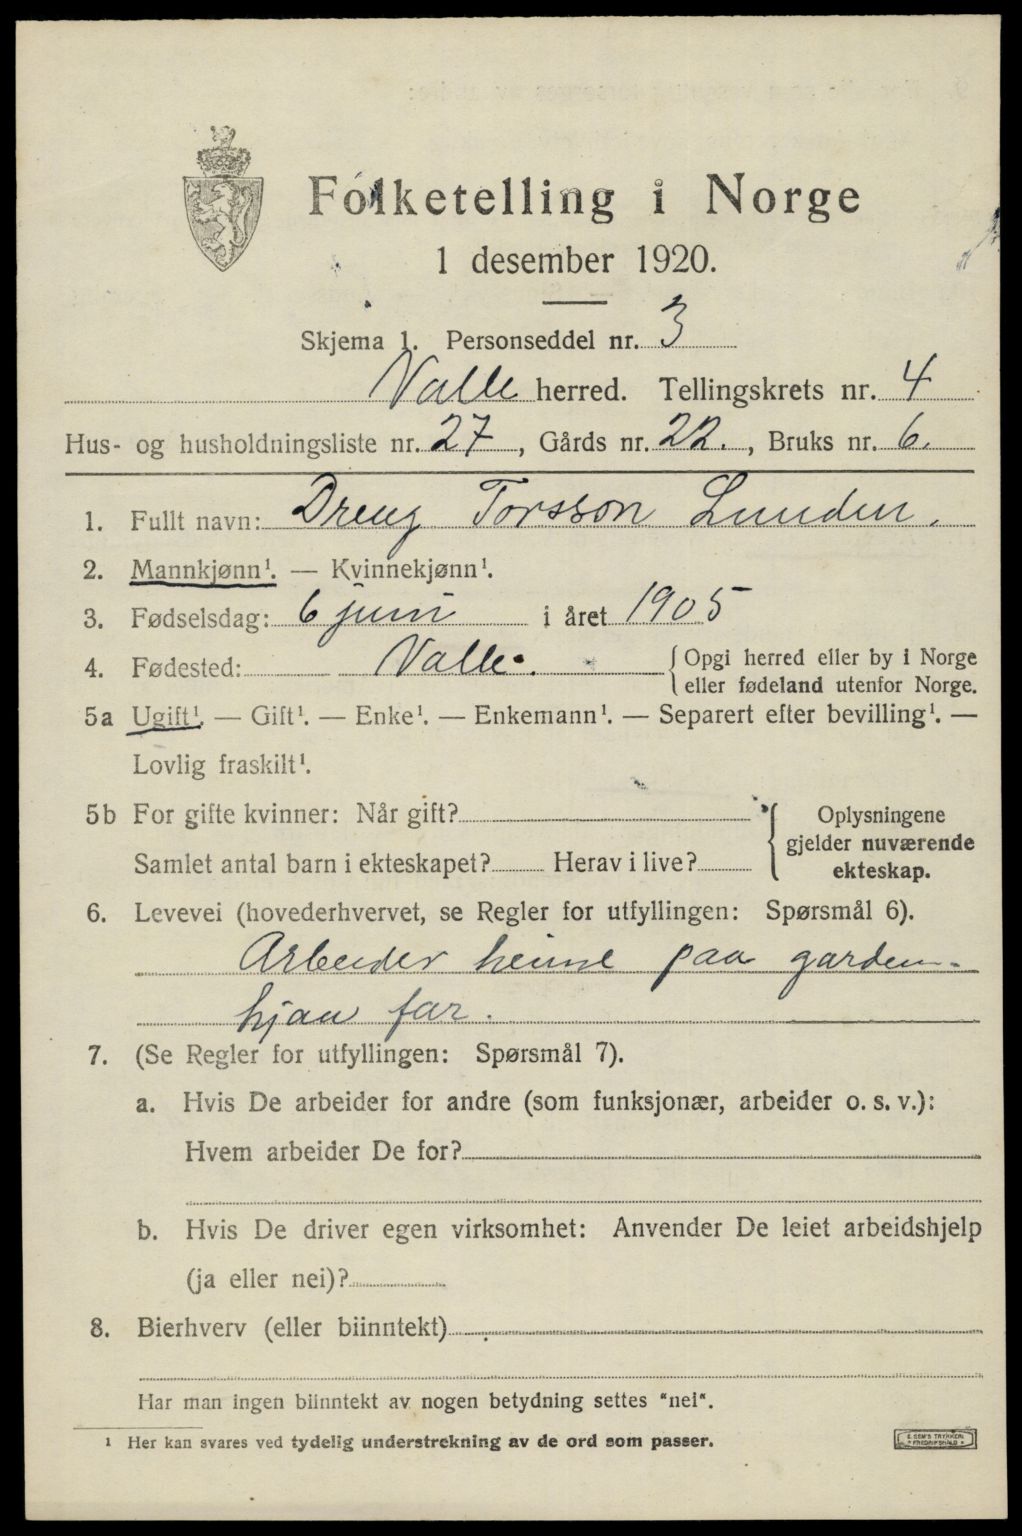 Folketelling i Norge
1 desember 1920.
Skjema 1. Personseddel nr. 3
Valle herred. Tellingskrets nr. 4
Hus- og husholdningsliste nr. 27, Gårds nr. 22., Bruks nr. 6.
1. Fullt navn: Dreng Torsson Lunden.
2. Mannkjønn¹. — Kvinnekjønn¹.
3. Fødselsdag: 6 juni i året 1905
4. Fødested: Valle. { Opgi herred eller by i Norge
eller fødeland utenfor Norge.
5a Ugift¹. — Gift¹. — Enke¹. — Enkemann¹. — Separert efter bevilling¹. —
Lovlig fraskilt¹.
5b For gifte kvinner: Når gift? { Oplysningene
gjelder nuværende
Samlet antal barn i ekteskapet? Herav i live? ekteskap.
6. Levevei (hovederhvervet, se Regler for utfyllingen: Spørsmål 6).
Arbeider heime paa garden
hjaa far.
7. (Se Regler for utfyllingen: Spørsmål 7).
a. Hvis De arbeider for andre (som funksjonær, arbeider o. s. v.):
Hvem arbeider De for?
b. Hvis De driver egen virksomhet: Anvender De leiet arbeidshjelp
(ja eller nei)?
8. Bierhverv (eller biinntekt)
Har man ingen biinntekt av nogen betydning settes "nei".
¹ Her kan svares ved tydelig understrekning av de ord som passer.
E. SEM'S TRYKKERI
FREDRIKSHALD